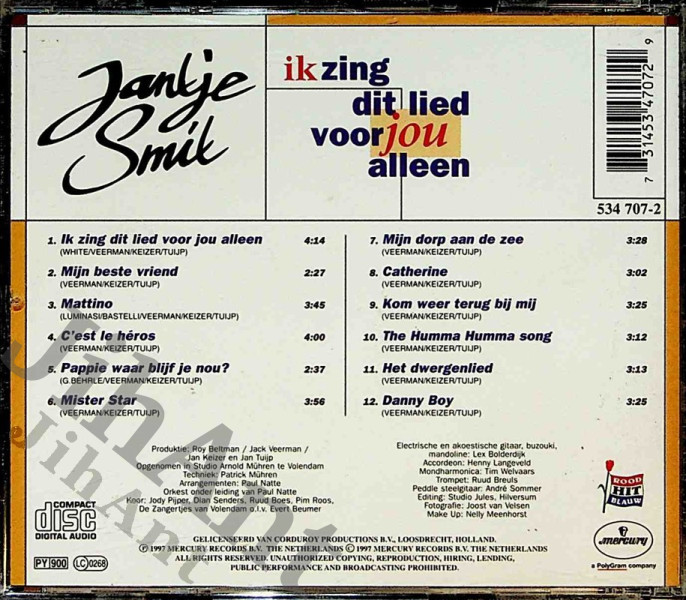 Jantje
Smit
ik zing
dit lied
voor jou
alleen
7 31453 47072 9
534 707-2
1. Ik zing dit lied voor jou alleen 4:14
(WHITE/VEERMAN/KEIZER/TUIJP)
2. Mijn beste vriend 2:27
(VEERMAN/KEIZER/TUIJP)
3. Mattino 3:45
(LUMINASI/BASTELLI/VEERMAN/KEIZER/TUIJP)
4. C'est le héros 4:00
(VEERMAN/KEIZER/TUIJP)
5. Pappie waar blijf je nou? 2:37
(G.BEHRLE/VEERMAN/KEIZER/TUIJP)
6. Mister Star 3:56
(VEERMAN/KEIZER/TUIJP)
7. Mijn dorp aan de zee 3:28
(VEERMAN/KEIZER/TUIJP)
8. Catherine 3:02
(VEERMAN/KEIZER/TUIJP)
9. Kom weer terug bij mij 3:25
(VEERMAN/KEIZER/TUIJP)
10. The Humma Humma song 3:12
(VEERMAN/KEIZER/TUIJP)
11. Het dwergenlied 3:13
(VEERMAN/KEIZER/TUIJP)
12. Danny Boy 3:25
(VEERMAN/KEIZER/TUIJP)
Produktie: Roy Beltman / Jack Veerman /
Jan Keizer en Jan Tuijp
Opgenomen in Studio Arnold Mühren te Volendam
Techniek: Patrick Mühren
Arrangementen: Paul Natte
Orkest onder leiding van Paul Natte
Koor: Jody Pijper, Dian Senders, Ruud Boes, Pim Roos,
De Zangertjes van Volendam o.l.v. Evert Beumer
Electrische en akoestische gitaar, buzouki,
mandoline: Lex Bolderdijk
Accordeon: Henny Langeveld
Mondharmonica: Tim Welvaars
Trompet: Ruud Breuls
Peddle steelgitaar: André Sommer
Editing: Studio Jules, Hilversum
Fotografie: Joost van Velsen
Make Up: Nelly Meenhorst
COMPACT
disc
DIGITAL AUDIO
PY 900
LC 0268
ROOD
HIT
BLAUW
mercury
a PolyGram company
GELICENSEERD VAN CORDUROY PRODUCTIONS B.V., LOOSDRECHT, HOLLAND.
Ⓟ 1997 MERCURY RECORDS B.V. THE NETHERLANDS Ⓒ 1997 MERCURY RECORDS B.V. THE NETHERLANDS
ALL RIGHTS RESERVED. UNAUTHORIZED COPYING, REPRODUCTION, HIRING, LENDING,
PUBLIC PERFORMANCE AND BROADCASTING PROHIBITED.
JihAnt
JihAnt